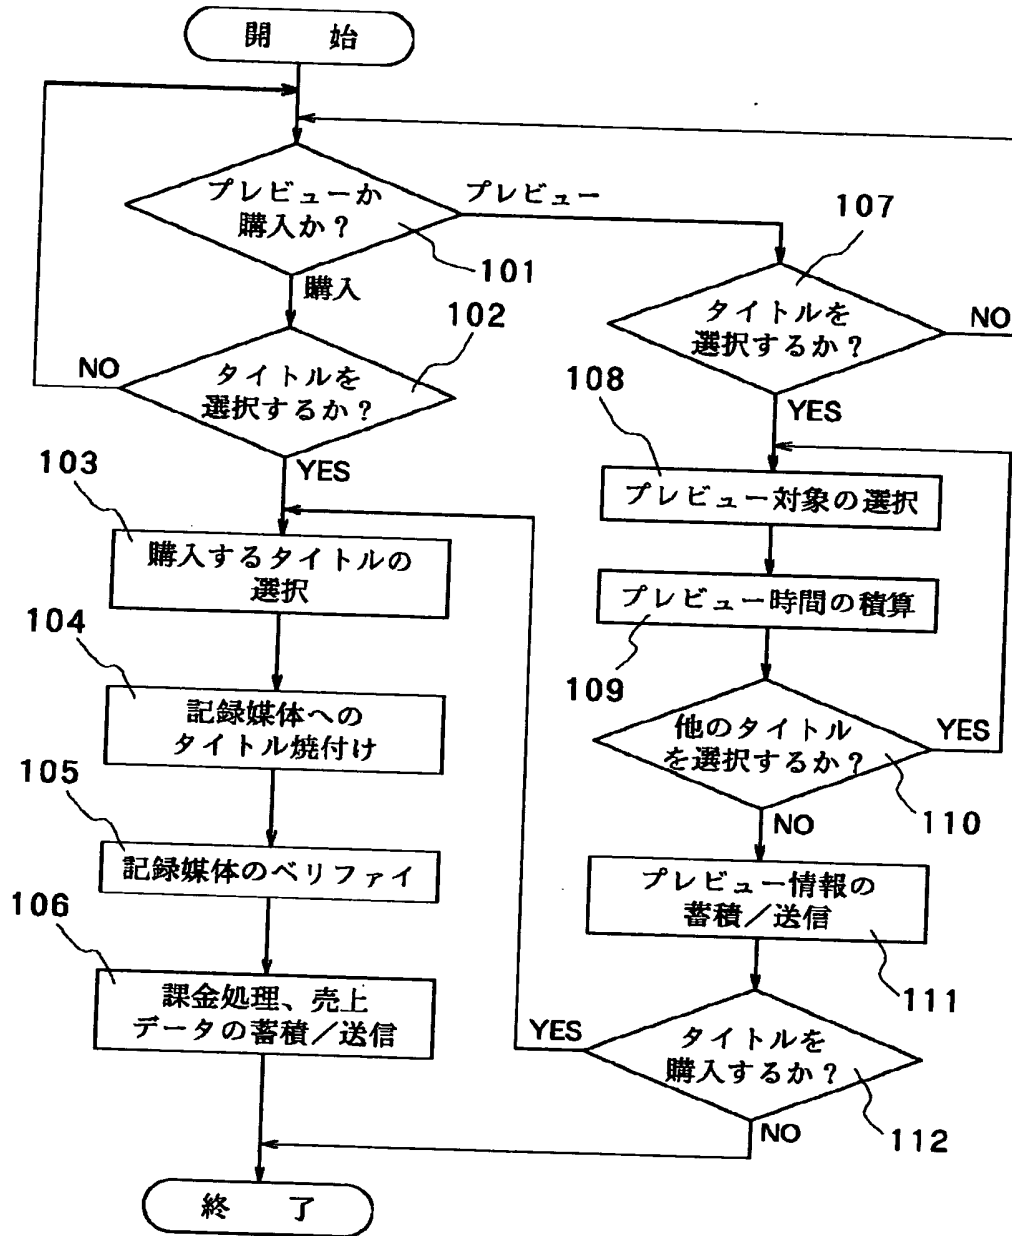 開 始
プレビューか
購入か？
プレビュー
101
購入
102
タイトルを
選択するか？
NO
YES
103
購入するタイトルの
選択
104
記録媒体への
タイトル焼付け
105
記録媒体のベリファイ
106
課金処理、売上
データの蓄積／送信
107
タイトルを
選択するか？
NO
YES
108
プレビュー対象の選択
プレビュー時間の積算
109
他のタイトル
を選択するか？
YES
110
NO
プレビュー情報の
蓄積／送信
111
YES
タイトルを
購入するか？
112
NO
終 了